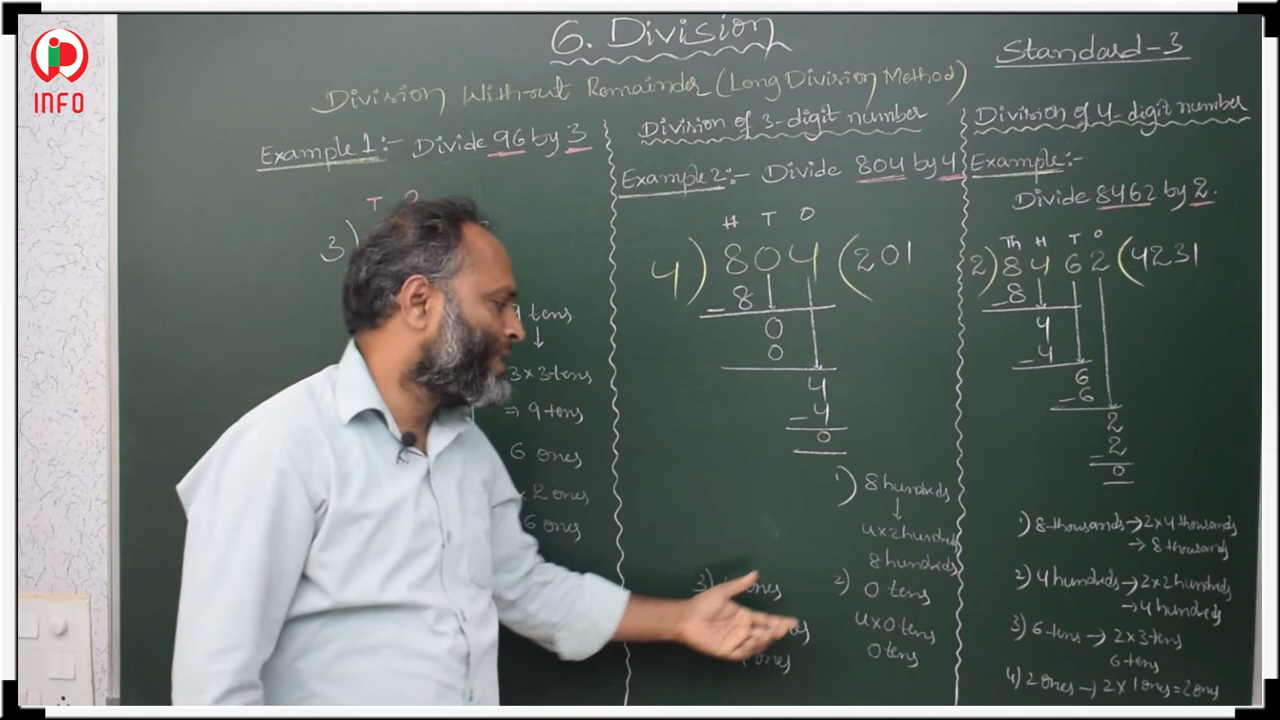 INFO
6. Division
Standard-3
Division Without Remainder (Long Division Method)
Example 1:- Divide 96 by 3
T O
3)
9 tens
3 x 3 tens
⇒ 9 tens
6 ones
x 2 ones
6 ones
Division of 3-digit number
Example 2:- Divide 804 by 4
H T O
4) 804 (201
- 8
0
0
4
- 4
0
1) 8 hundreds
4 x 2 hundreds
8 hundreds
2) 0 tens
4 x 0 tens
0 tens
3) ones
ones
Division of 4-digit number
Example:-
Divide 8462 by 2.
Th H T O
2) 8462 (4231
- 8
4
- 4
6
- 6
2
- 2
0
1) 8 thousands → 2 x 4 thousands
→ 8 thousands
2) 4 hundreds → 2 x 2 hundreds
→ 4 hundreds
3) 6 tens → 2 x 3 tens
6 tens
4) 2 ones → 2 x 1 ones = 2 ones